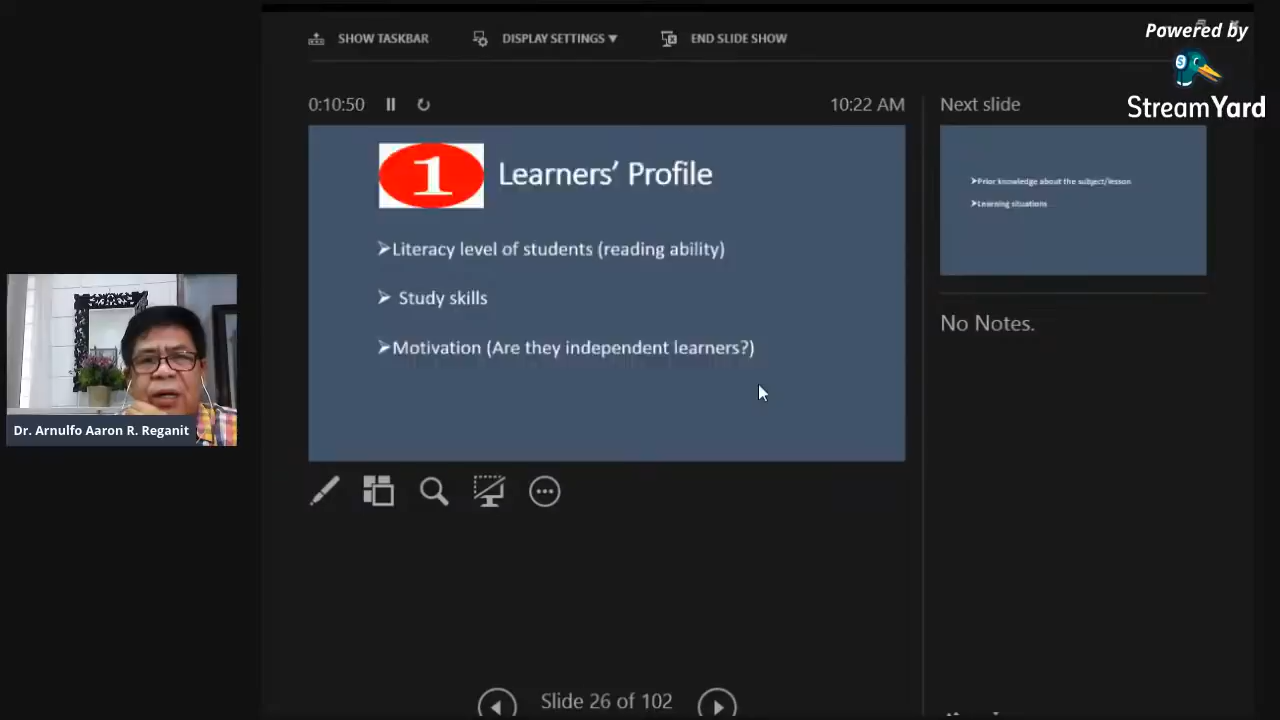 Powered by
StreamYard
SHOW TASKBAR
DISPLAY SETTINGS ▼
END SLIDE SHOW
0:10:50
10:22 AM
Next slide
1
Learners' Profile
➢Literacy level of students (reading ability)
➢ Study skills
➢Motivation (Are they independent learners?)
➢Prior knowledge about the subject/lesson
➢Learning situations
No Notes.
Dr. Arnulfo Aaron R. Reganit
Slide 26 of 102